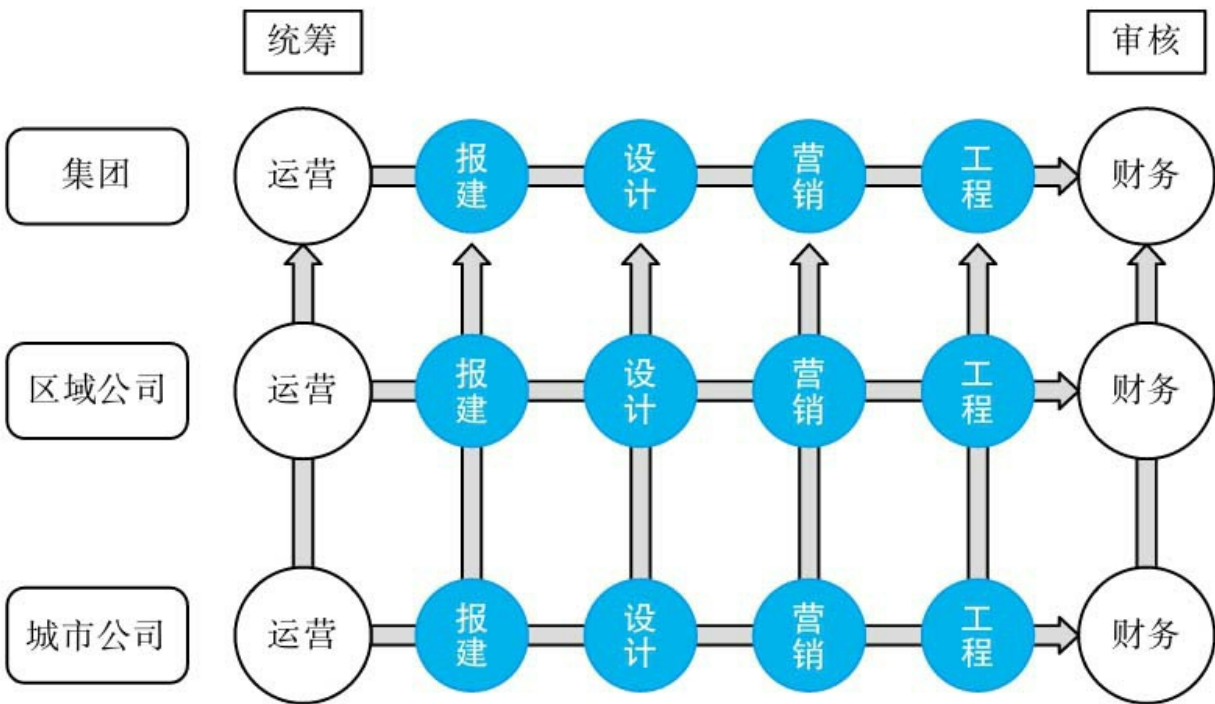 统筹
审核
集团
运营
报建
设计
营销
工程
财务
区域公司
运营
报建
设计
营销
工程
财务
城市公司
运营
报建
设计
营销
工程
财务